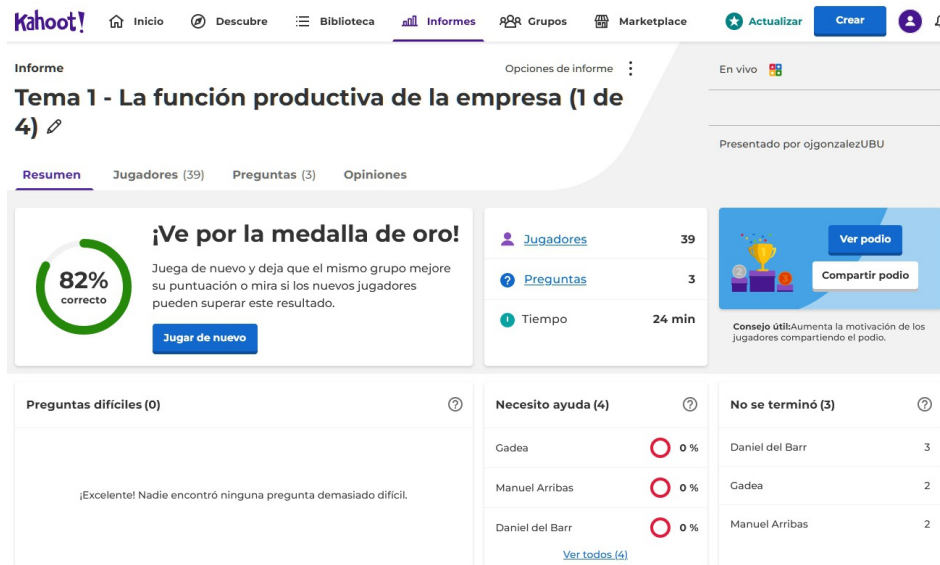 Kahoot! Inicio Descubre Biblioteca Informes Grupos Marketplace Actualizar Crear
Informe
Opciones de informe
Tema 1 - La función productiva de la empresa (1 de
4)
En vivo
Presentado por ojgonzalezUBU
Resumen Jugadores (39) Preguntas (3) Opiniones
82%
correcto
¡Ve por la medalla de oro!
Juega de nuevo y deja que el mismo grupo mejore
su puntuación o mira si los nuevos jugadores
pueden superar este resultado.
Jugar de nuevo
Jugadores 39
Preguntas 3
Tiempo 24 min
Ver podio
Compartir podio
Consejo útil:Aumenta la motivación de los
jugadores compartiendo el podio.
Preguntas difíciles (0)
¡Excelente! Nadie encontró ninguna pregunta demasiado difícil.
Necesito ayuda (4)
Gadea 0 %
Manuel Arribas 0 %
Daniel del Barr 0 %
Ver todos (4)
No se terminó (3)
Daniel del Barr 3
Gadea 2
Manuel Arribas 2